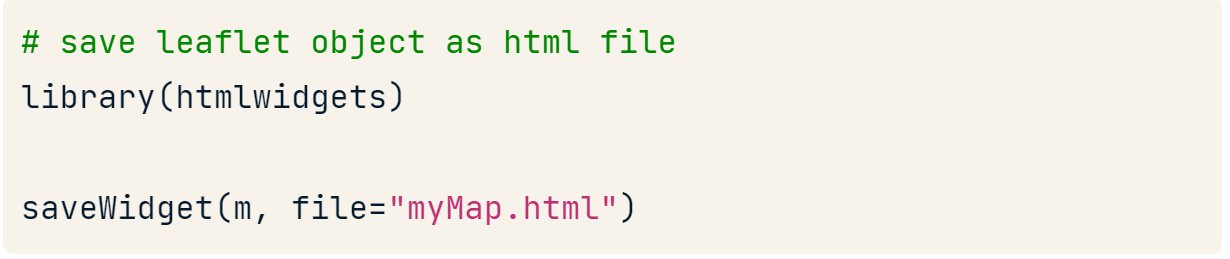 # save leaflet object as html file
library(htmlwidgets)
saveWidget(m, file="myMap.html")